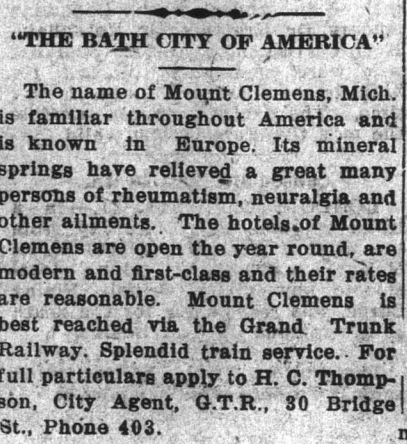 "THE BATH CITY OF AMERICA"
The name of Mount Clemens, Mich.
is familiar throughout America and
is known in Europe. Its mineral
springs have relieved a great many
persons of rheumatism, neuralgia and
other ailments. The hotels of Mount
Clemens are open the year round, are
modern and first-class and their rates
are reasonable. Mount Clemens is
best reached via the Grand Trunk
Railway. Splendid train service. For
full particulars apply to H. C. Thomp-
son, City Agent, G.T.R., 30 Bridge
St., Phone 403.